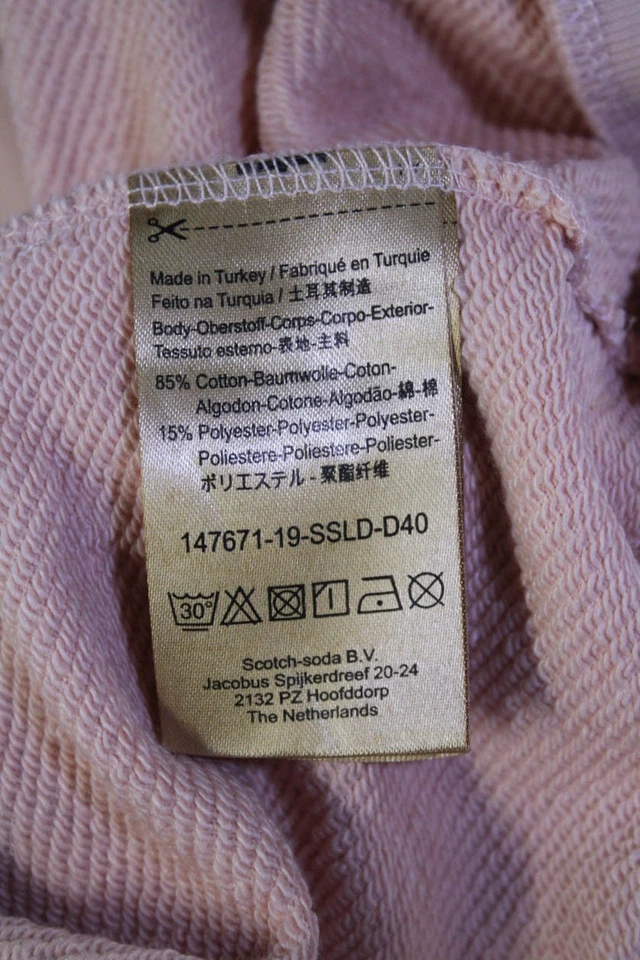 Made in Turkey / Fabriqué en Turquie
Feito na Turquia / 土耳其制造
Body-Oberstoff-Corps-Corpo-Exterior-
Tessuto esterno-表地-主料
85% Cotton-Baumwolle-Coton-
Algodon-Cotone-Algodão-綿-棉
15% Polyester-Polyester-Polyester-
Poliestere-Poliestere-Poliester-
ポリエステル - 聚酯纤维
147671-19-SSLD-D40
30°
Scotch-soda B.V.
Jacobus Spijkerdreef 20-24
2132 PZ Hoofddorp
The Netherlands